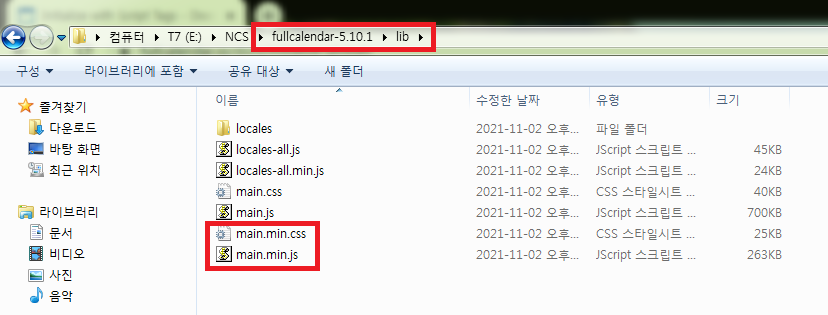 컴퓨터 T7 (E:) NCS fullcalendar-5.10.1 lib
구성 라이브러리에 포함 공유 대상 새 폴더
즐겨찾기
다운로드
바탕 화면
최근 위치
라이브러리
문서
비디오
사진
음악
이름 수정한 날짜 유형 크기
locales 2021-11-02 오후... 파일 폴더
locales-all.js 2021-11-02 오후... JScript 스크립트 ... 45KB
locales-all.min.js 2021-11-02 오후... JScript 스크립트 ... 24KB
main.css 2021-11-02 오후... CSS 스타일시트 ... 40KB
main.js 2021-11-02 오후... JScript 스크립트 ... 700KB
main.min.css 2021-11-02 오후... CSS 스타일시트 ... 25KB
main.min.js 2021-11-02 오후... JScript 스크립트 ... 263KB